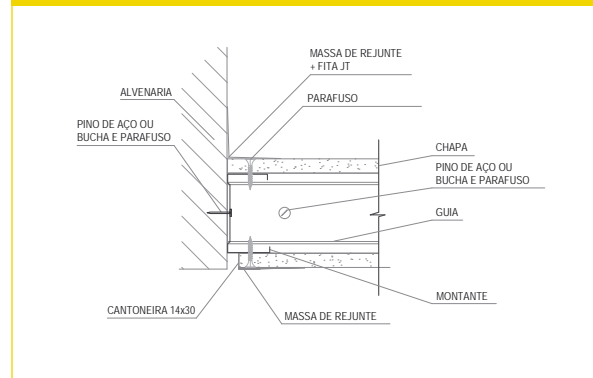 MASSA DE REJUNTE
+ FITA JT
ALVENARIA
PARAFUSO
PINO DE AÇO OU
BUCHA E PARAFUSO
CHAPA
PINO DE AÇO OU
BUCHA E PARAFUSO
GUIA
MONTANTE
CANTONEIRA 14x30
MASSA DE REJUNTE